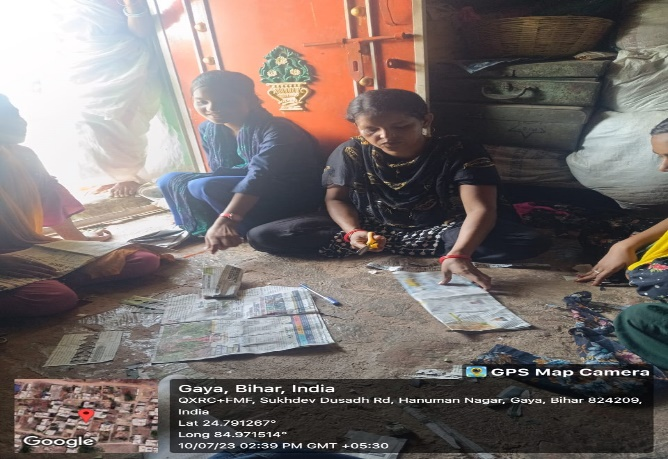 GPS Map Camera
Gaya, Bihar, India
QXRC+FMF, Sukhdev Dusadh Rd, Hanuman Nagar, Gaya, Bihar 824209,
India
Lat 24.791267°
Long 84.971514°
10/07/23 02:39 PM GMT +05:30
Google